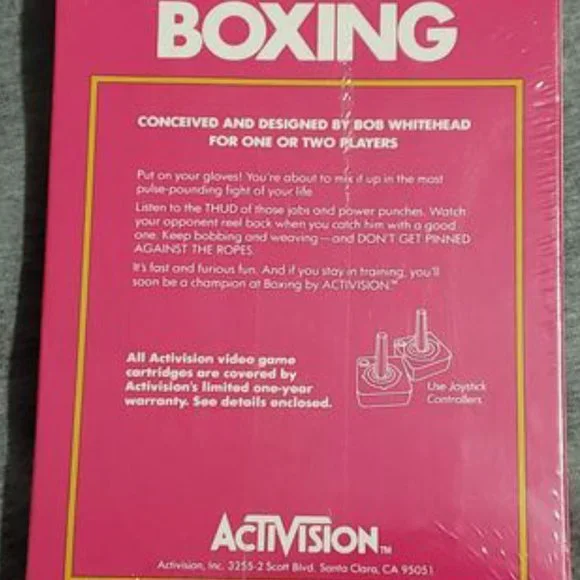 BOXING
CONCEIVED AND DESIGNED BY BOB WHITEHEAD
FOR ONE OR TWO PLAYERS
Put on your gloves! You're about to mix it up in the most
pulse-pounding fight of your life.
Listen to the THUD of those jabs and power punches. Watch
your opponent reel back when you catch him with a good
one. Keep bobbing and weaving—and DON'T GET PINNED
AGAINST THE ROPES.
It's fast and furious fun. And if you stay in training, you'll
soon be a champion at Boxing by ACTIVISION.™
All Activision video game
cartridges are covered by
Activision's limited one-year
warranty. See details enclosed.
Use Joystick
Controllers
ACTIVISION™
Activision, Inc. 3255-2 Scott Blvd. Santa Clara, CA 95051